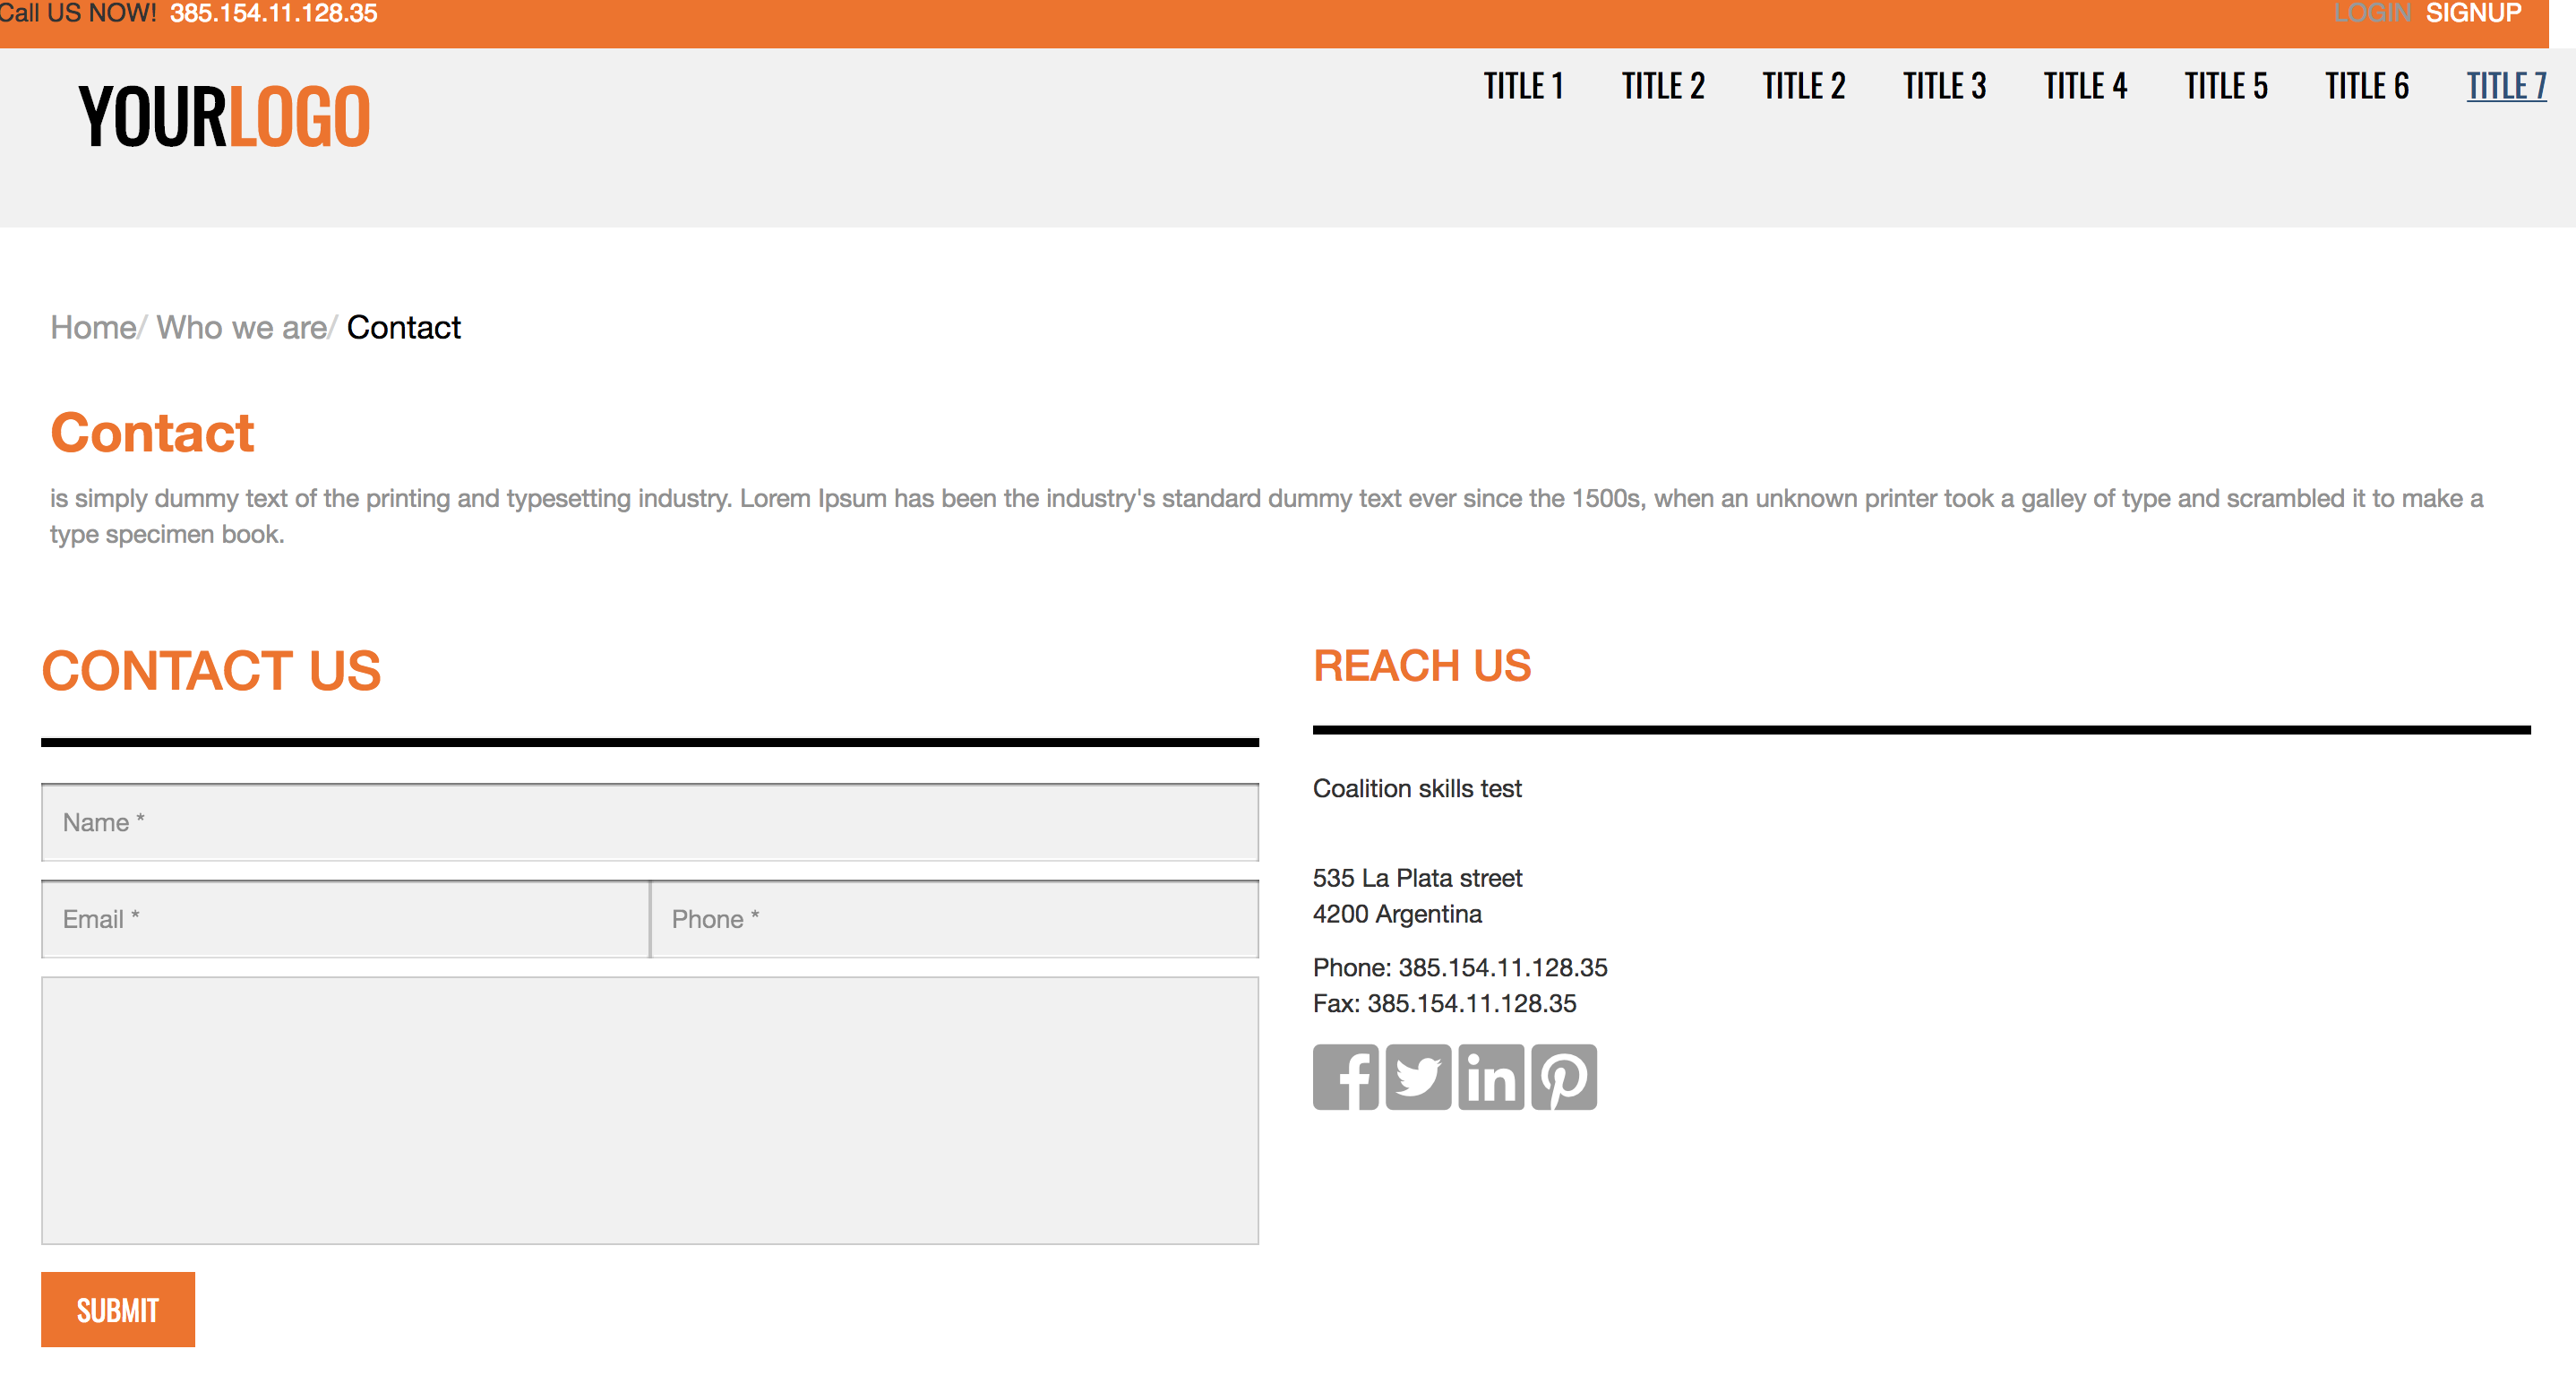 Call US NOW! 385.154.11.128.35
LOGIN SIGNUP
YOURLOGO
TITLE 1 TITLE 2 TITLE 2 TITLE 3 TITLE 4 TITLE 5 TITLE 6 TITLE 7
Home/ Who we are/ Contact
Contact
is simply dummy text of the printing and typesetting industry. Lorem Ipsum has been the industry's standard dummy text ever since the 1500s, when an unknown printer took a galley of type and scrambled it to make a
type specimen book.
CONTACT US
Name *
Email * Phone *
SUBMIT
REACH US
Coalition skills test
535 La Plata street
4200 Argentina
Phone: 385.154.11.128.35
Fax: 385.154.11.128.35